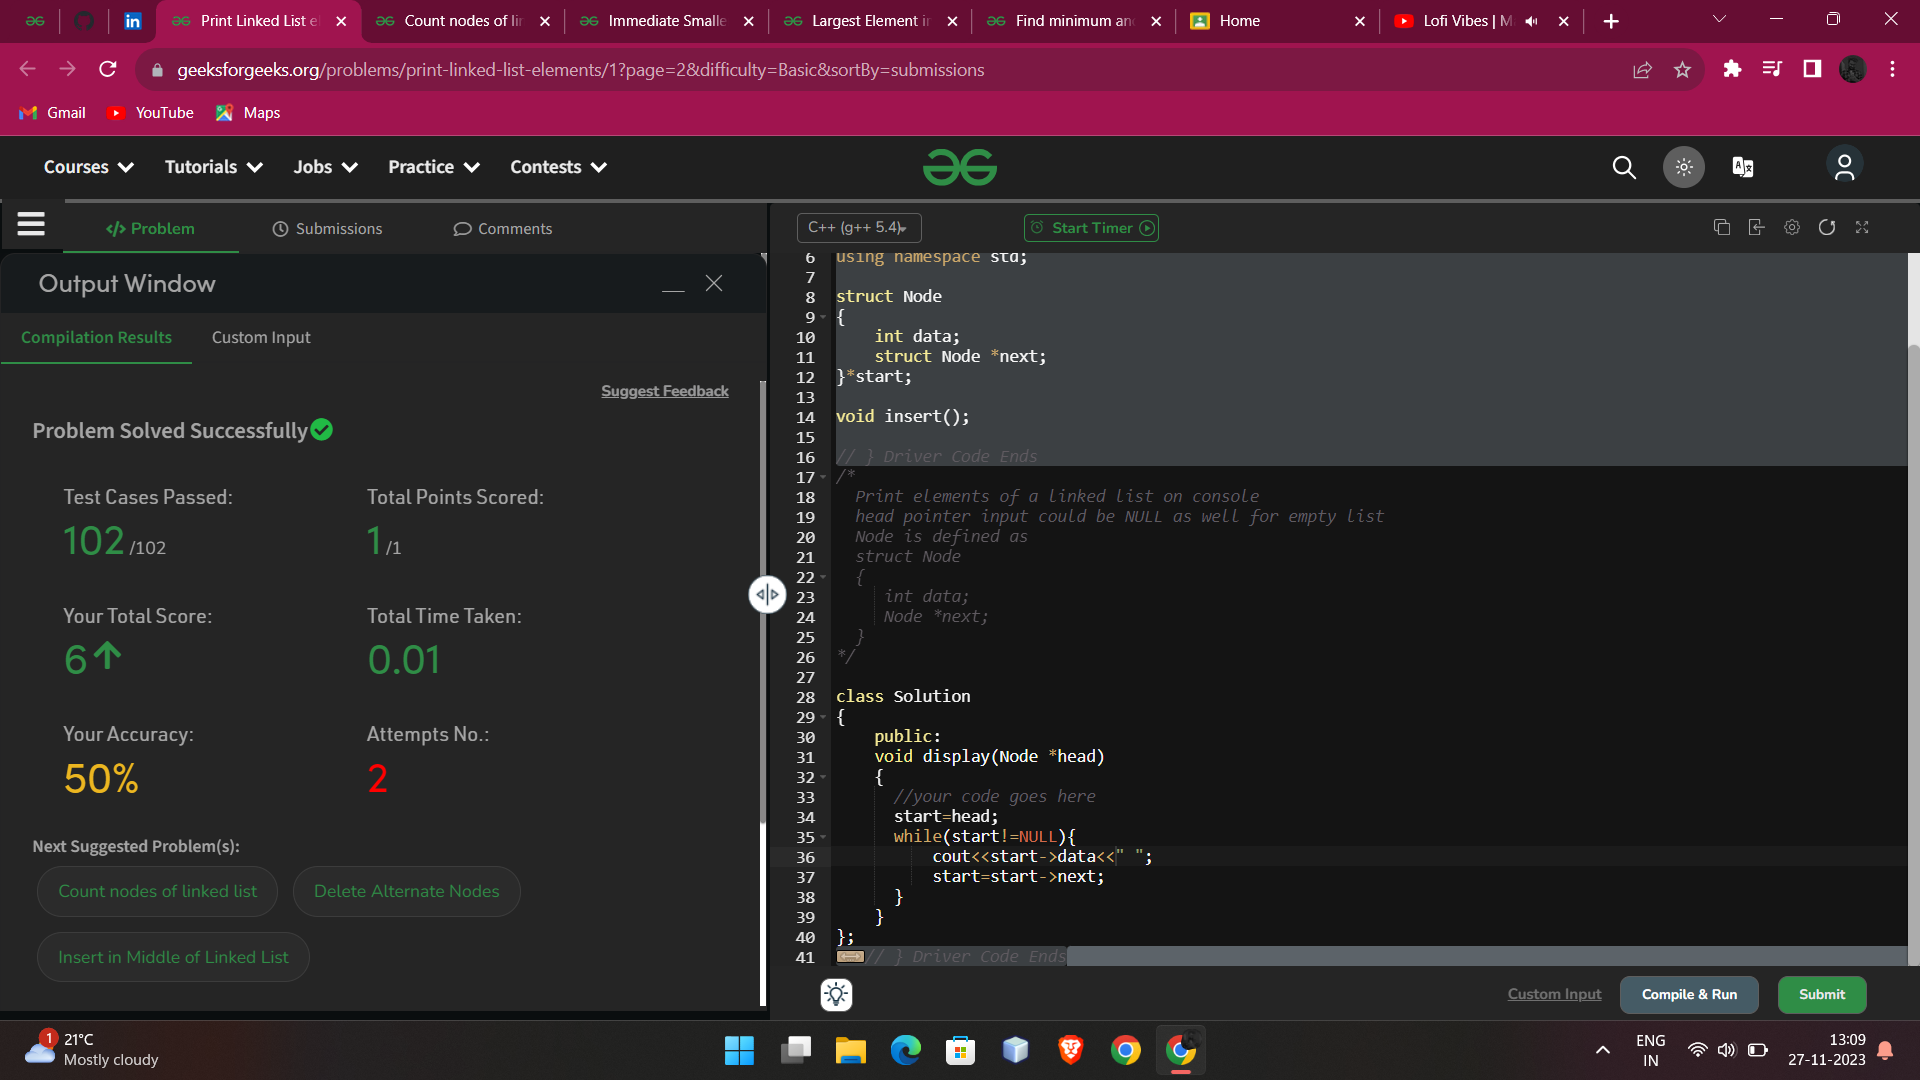 Print Linked List e
Count nodes of li
Immediate Smalle
Largest Element i
Find minimum an
Home
Lofi Vibes | M
geeksforgeeks.org/problems/print-linked-list-elements/1?page=2&difficulty=Basic&sortBy=submissions
Gmail
YouTube
Maps
Courses
Tutorials
Jobs
Practice
Contests
</> Problem
Submissions
Comments
C++ (g++ 5.4)
Start Timer
Output Window
Compilation Results
Custom Input
Suggest Feedback
Problem Solved Successfully
Test Cases Passed:
102 /102
Total Points Scored:
1 /1
Your Total Score:
6
Total Time Taken:
0.01
Your Accuracy:
50%
Attempts No.:
2
Next Suggested Problem(s):
Count nodes of linked list
Delete Alternate Nodes
Insert in Middle of Linked List
6 using namespace std;
7
8 struct Node
9 {
10 int data;
11 struct Node *next;
12 }*start;
13
14 void insert();
15
16 // } Driver Code Ends
17 /*
18 Print elements of a linked list on console
19 head pointer input could be NULL as well for empty list
20 Node is defined as
21 struct Node
22 {
23 int data;
24 Node *next;
25 }
26 */
27
28 class Solution
29 {
30 public:
31 void display(Node *head)
32 {
33 //your code goes here
34 start=head;
35 while(start!=NULL){
36 cout<<start->data<<" ";
37 start=start->next;
38 }
39 }
40 };
41 // } Driver Code Ends
Custom Input
Compile & Run
Submit
1
21°C
Mostly cloudy
ENG
IN
13:09
27-11-2023